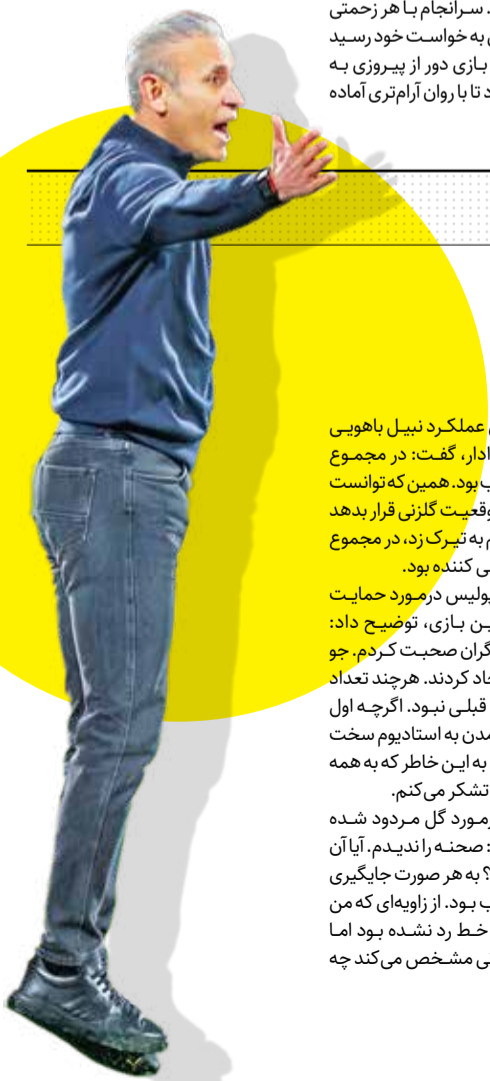 . سرانجام با هر زحمتی
به خواست خود رسید
بازی دور از پیروزی به
د تا با روان آرام‌تری آماده
عملکرد نبیل باهویی
ادار، گفت: در مجموع
ب بود. همین که توانست
وقعیت گلزنی قرار بدهد
م به تیرک زد، در مجموع
ی کننده بود.
پولیس درمورد حمایت
ین بازی، توضیح داد:
گران صحبت کردم. جو
جاد کردند. هرچند تعداد
قبلی نبود. اگرچه اول
مدن به استادیوم سخت
به این خاطر که به همه
تشکر می‌کنم.
رمورد گل مردود شده
: صحنه را ندیدم. آیا آن
؟ به هر صورت جایگیری
ب بود. از زاویه‌ای که من
خط رد نشده بود اما
ی مشخص می‌کند چه